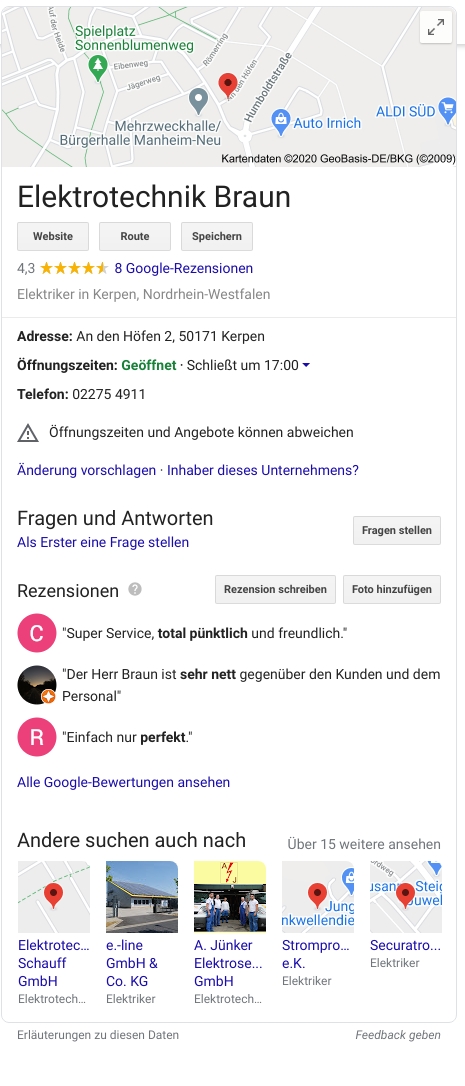 Spielplatz
Sonnenblumenweg
Auf der Heide
Eibenweg
Jägerweg
Römerring
An den Höfen
Humboldtstraße
Mehrzweckhalle/
Bürgerhalle Manheim-Neu
Auto Irnich
ALDI SÜD
Kartendaten ©2020 GeoBasis-DE/BKG (©2009)
Elektrotechnik Braun
Website Route Speichern
4,3 8 Google-Rezensionen
Elektriker in Kerpen, Nordrhein-Westfalen
Adresse: An den Höfen 2, 50171 Kerpen
Öffnungszeiten: Geöffnet · Schließt um 17:00
Telefon: 02275 4911
Öffnungszeiten und Angebote können abweichen
Änderung vorschlagen · Inhaber dieses Unternehmens?
Fragen und Antworten
Fragen stellen
Als Erster eine Frage stellen
Rezensionen ? Rezension schreiben Foto hinzufügen
C "Super Service, total pünktlich und freundlich."
"Der Herr Braun ist sehr nett gegenüber den Kunden und dem
Personal"
R "Einfach nur perfekt."
Alle Google-Bewertungen ansehen
Andere suchen auch nach Über 15 weitere ansehen
A J
Jung
nkwellendie
Elektrotec...
Schauff
GmbH
Elektrotech...
e.-line
GmbH &
Co. KG
Elektriker
A. Jünker
Elektrose...
GmbH
Elektrotech...
Strompro...
e.K.
Elektriker
Securatro...
Elektriker
Erläuterungen zu diesen Daten Feedback geben